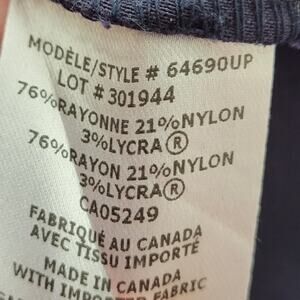 MODÈLE/STYLE # 64690UP
LOT # 301944
76%RAYONNE 21%NYLON
3%LYCRA®
76%RAYON 21%NYLON
3%LYCRA®
CA05249
FABRIQUÉ AU CANADA
AVEC TISSU IMPORTÉ
MADE IN CANADA
WITH IMPORTED FABRIC